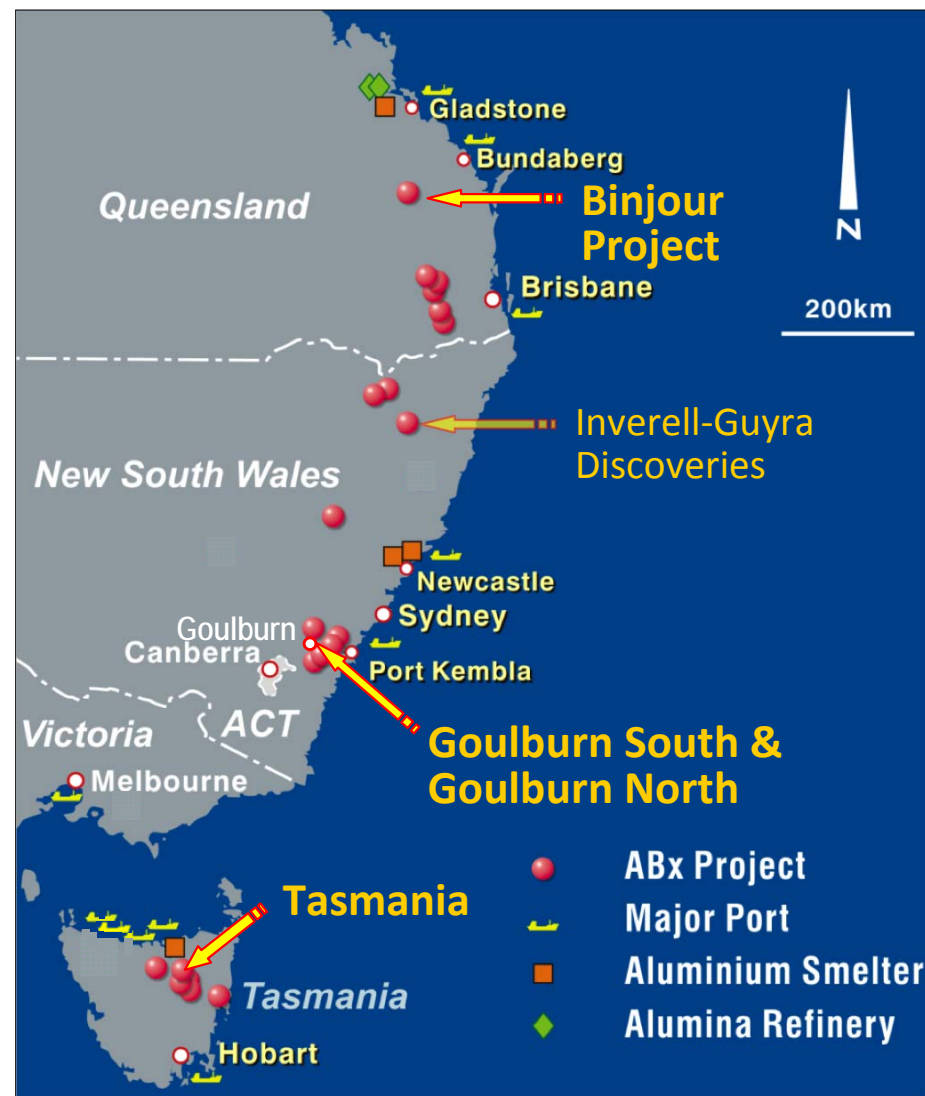 Gladstone
Bundaberg
Queensland
Binjour
Project
N
Brisbane
200km
Inverell-Guyra
Discoveries
New South Wales
Newcastle
Sydney
Goulburn
Canberra
Port Kembla
ACT
Victoria
Goulburn South &
Goulburn North
Melbourne
ABx Project
Tasmania
Major Port
Aluminium Smelter
Tasmania
Alumina Refinery
Hobart